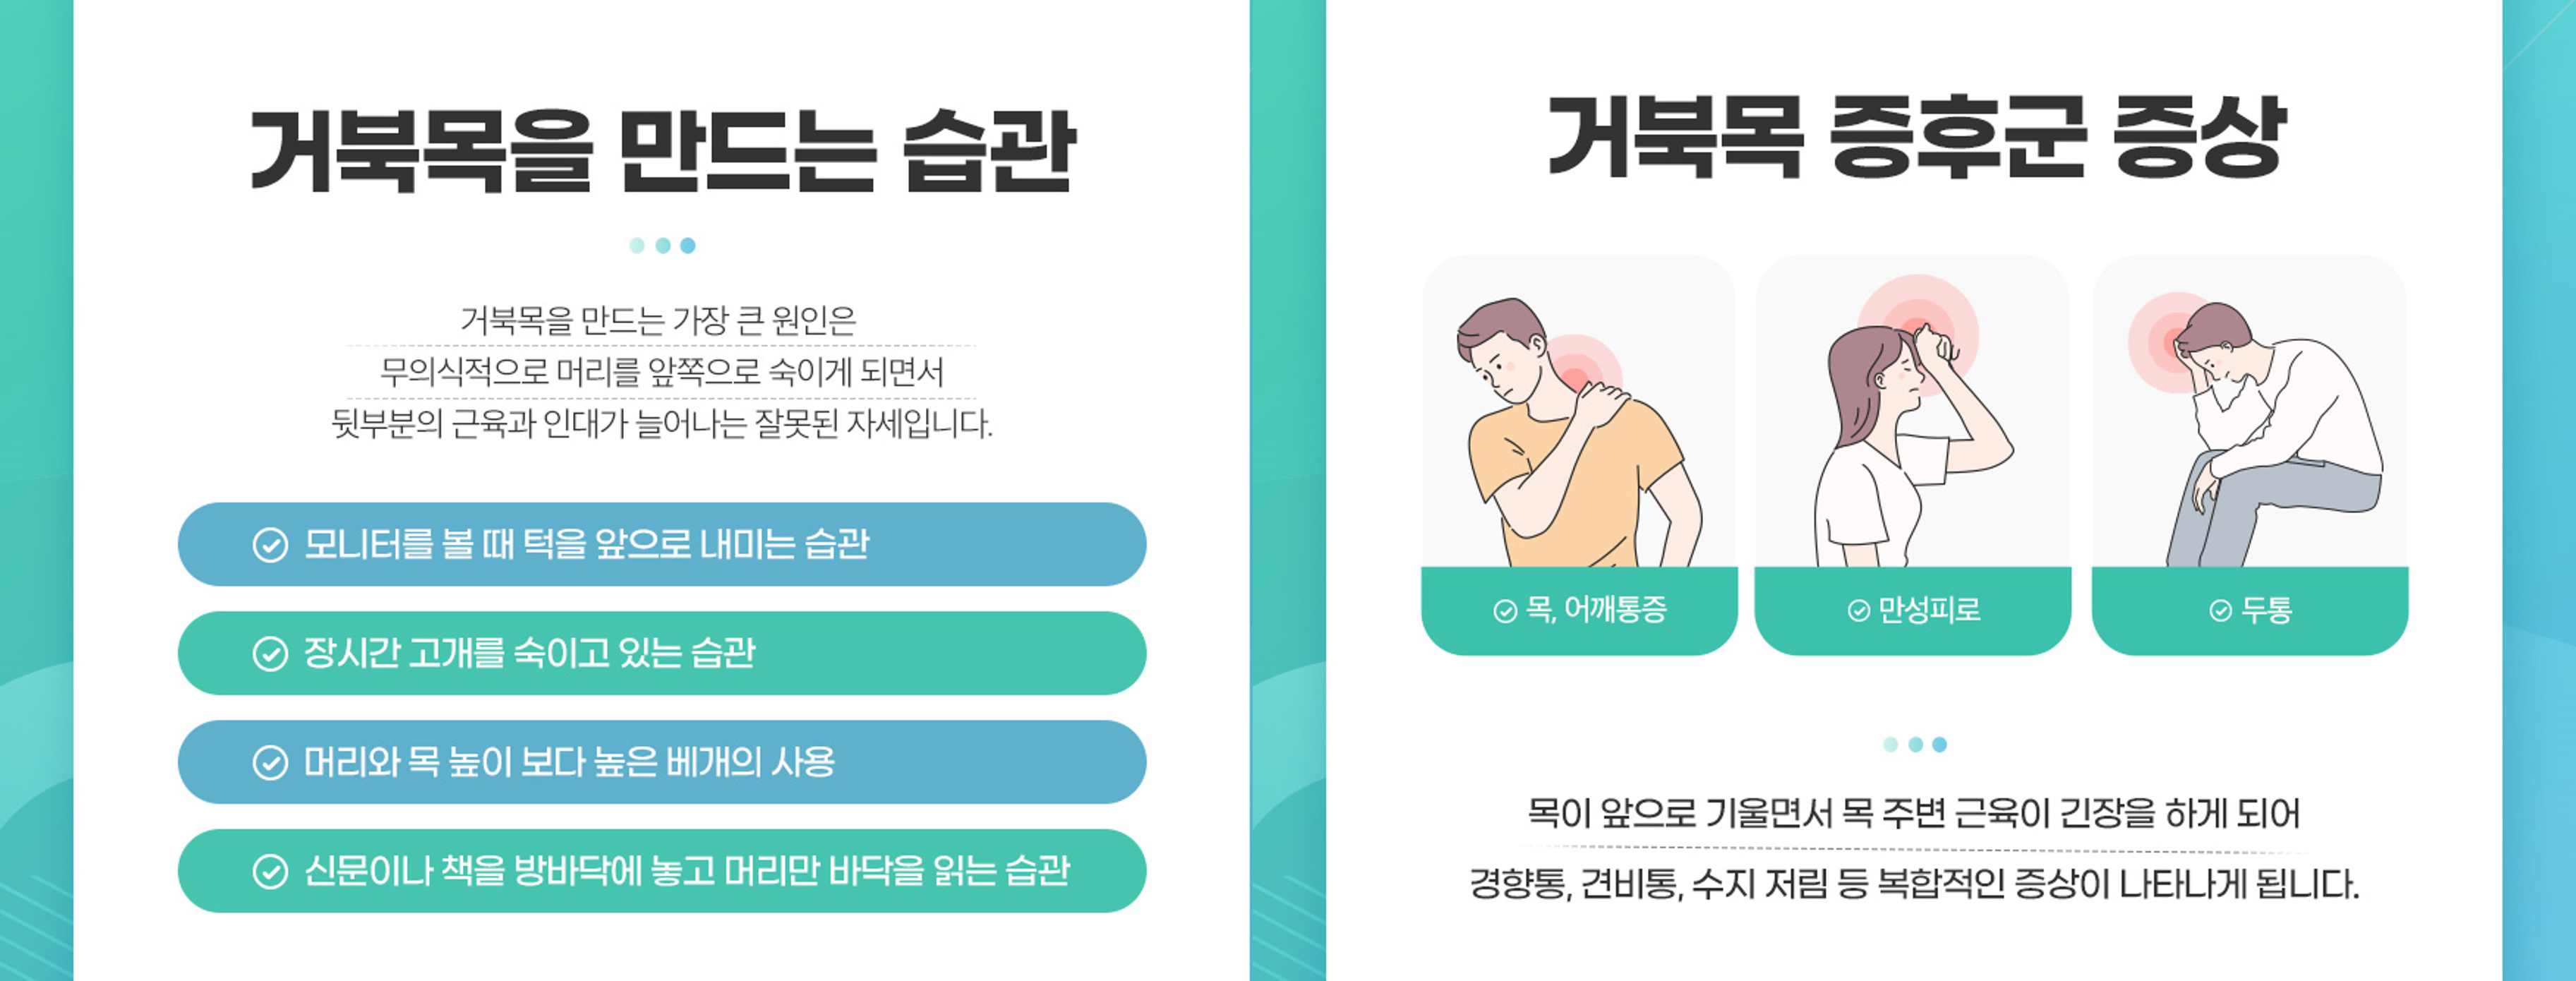 거북목을 만드는 습관
거북목을 만드는 가장 큰 원인은
무의식적으로 머리를 앞쪽으로 숙이게 되면서
뒷부분의 근육과 인대가 늘어나는 잘못된 자세입니다.
모니터를 볼 때 턱을 앞으로 내미는 습관
장시간 고개를 숙이고 있는 습관
머리와 목 높이 보다 높은 베개의 사용
신문이나 책을 방바닥에 놓고 머리만 바닥을 읽는 습관
거북목 증후군 증상
목, 어깨통증
만성피로
두통
목이 앞으로 기울면서 목 주변 근육이 긴장을 하게 되어
경향통, 견비통, 수지 저림 등 복합적인 증상이 나타나게 됩니다.